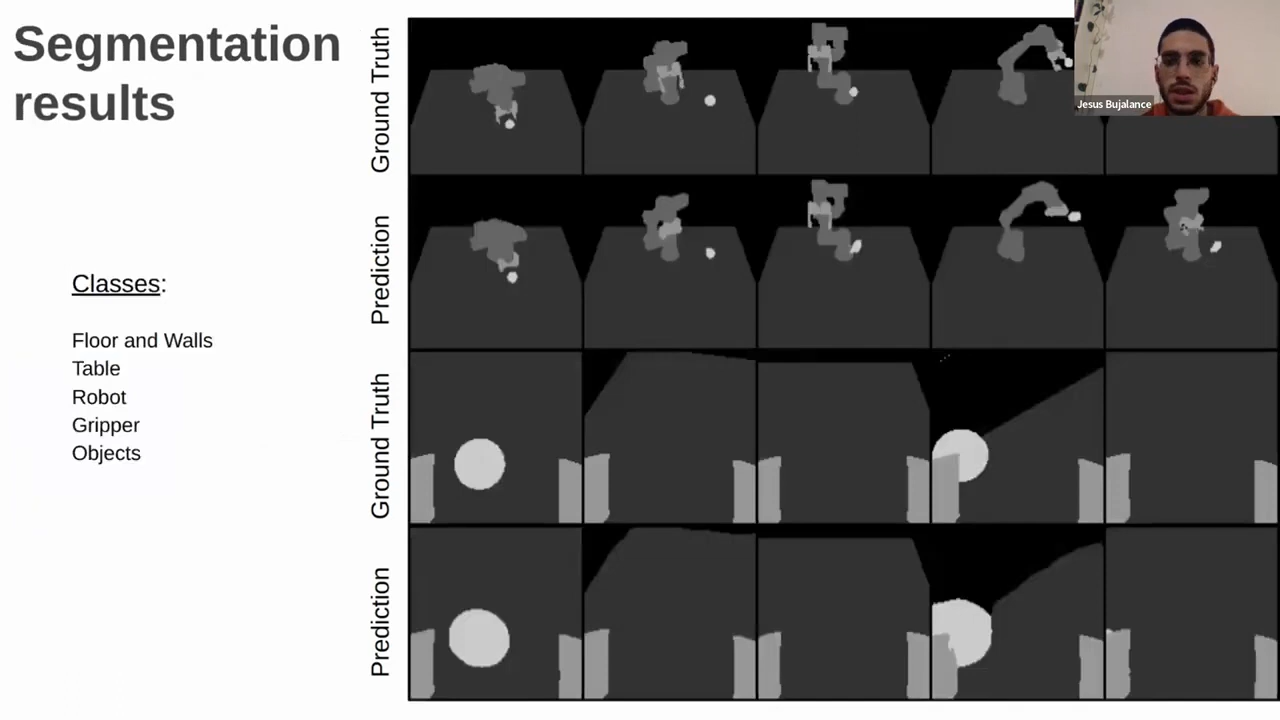 Segmentation
results
Classes:
Floor and Walls
Table
Robot
Gripper
Objects
Ground Truth
Prediction
Ground Truth
Prediction
Jesus Bujalance